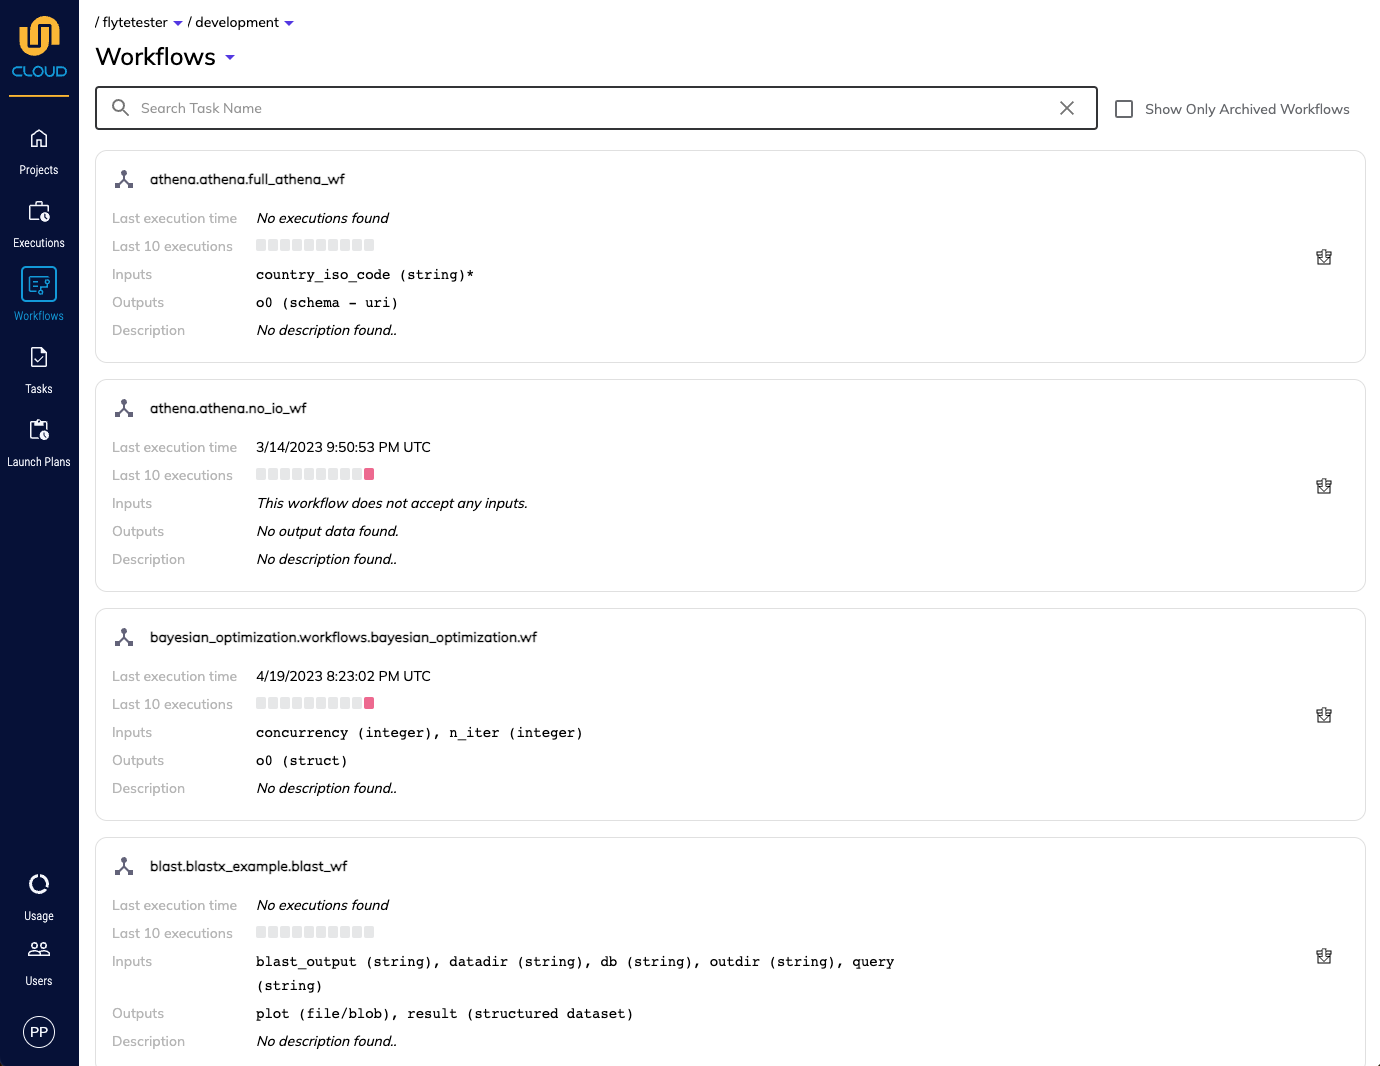 / flytetester / development
Workflows
CLOUD
Search Task Name
Show Only Archived Workflows
Projects
Executions
Workflows
Tasks
Launch Plans
Usage
Users
PP
athena.athena.full_athena_wf
Last execution time No executions found
Last 10 executions
Inputs country_iso_code (string)*
Outputs o0 (schema - uri)
Description No description found..
athena.athena.no_io_wf
Last execution time 3/14/2023 9:50:53 PM UTC
Last 10 executions
Inputs This workflow does not accept any inputs.
Outputs No output data found.
Description No description found..
bayesian_optimization.workflows.bayesian_optimization.wf
Last execution time 4/19/2023 8:23:02 PM UTC
Last 10 executions
Inputs concurrency (integer), n_iter (integer)
Outputs o0 (struct)
Description No description found..
blast.blastx_example.blast_wf
Last execution time No executions found
Last 10 executions
Inputs blast_output (string), datadir (string), db (string), outdir (string), query
(string)
Outputs plot (file/blob), result (structured dataset)
Description No description found..